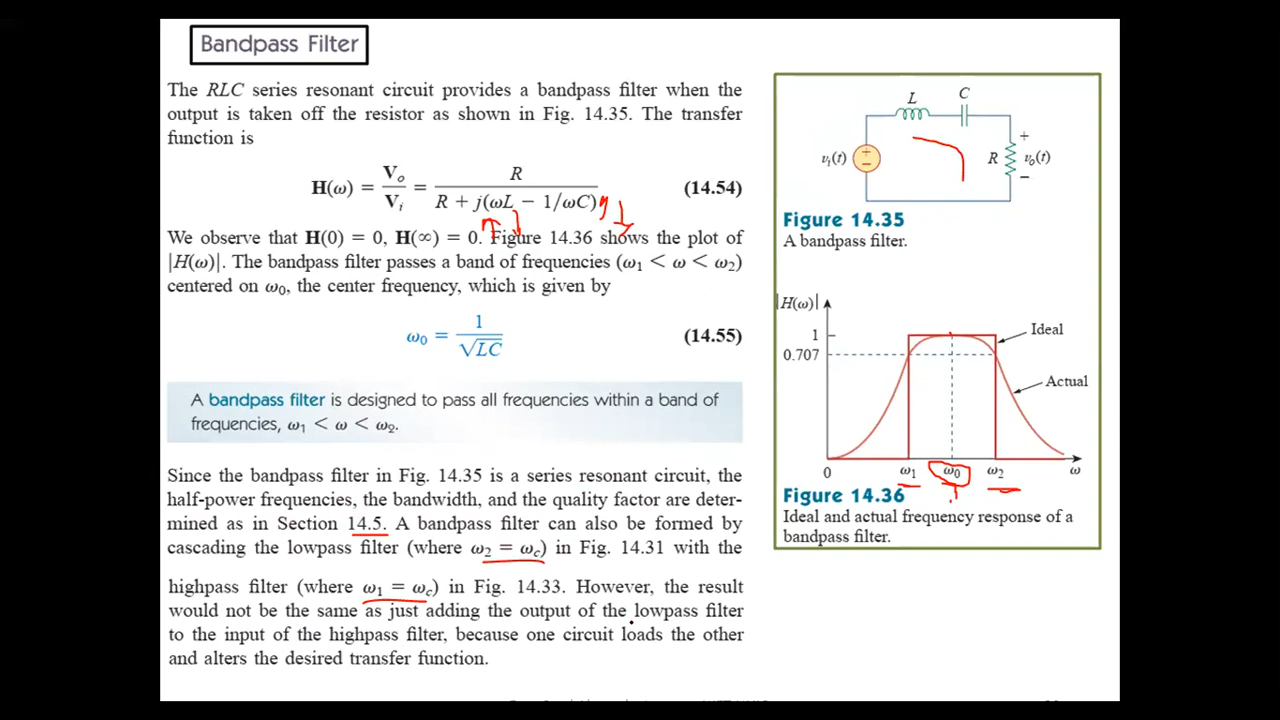 Bandpass Filter
The RLC series resonant circuit provides a bandpass filter when the
output is taken off the resistor as shown in Fig. 14.35. The transfer
function is
H(ω) = Vo/Vi = R / (R + j(ωL − 1/ωC)) (14.54)
We observe that H(0) = 0, H(∞) = 0. Figure 14.36 shows the plot of
|H(ω)|. The bandpass filter passes a band of frequencies (ω1 < ω < ω2)
centered on ω0, the center frequency, which is given by
ω0 = 1/√LC (14.55)
A bandpass filter is designed to pass all frequencies within a band of
frequencies, ω1 < ω < ω2.
Since the bandpass filter in Fig. 14.35 is a series resonant circuit, the
half-power frequencies, the bandwidth, and the quality factor are deter-
mined as in Section 14.5. A bandpass filter can also be formed by
cascading the lowpass filter (where ω2 = ωc) in Fig. 14.31 with the
highpass filter (where ω1 = ωc) in Fig. 14.33. However, the result
would not be the same as just adding the output of the lowpass filter
to the input of the highpass filter, because one circuit loads the other
and alters the desired transfer function.
L C
vi(t) + − R + vo(t) −
Figure 14.35
A bandpass filter.
|H(ω)|
1
0.707
Ideal
Actual
0 ω1 ω0 ω2 ω
Figure 14.36
Ideal and actual frequency response of a
bandpass filter.